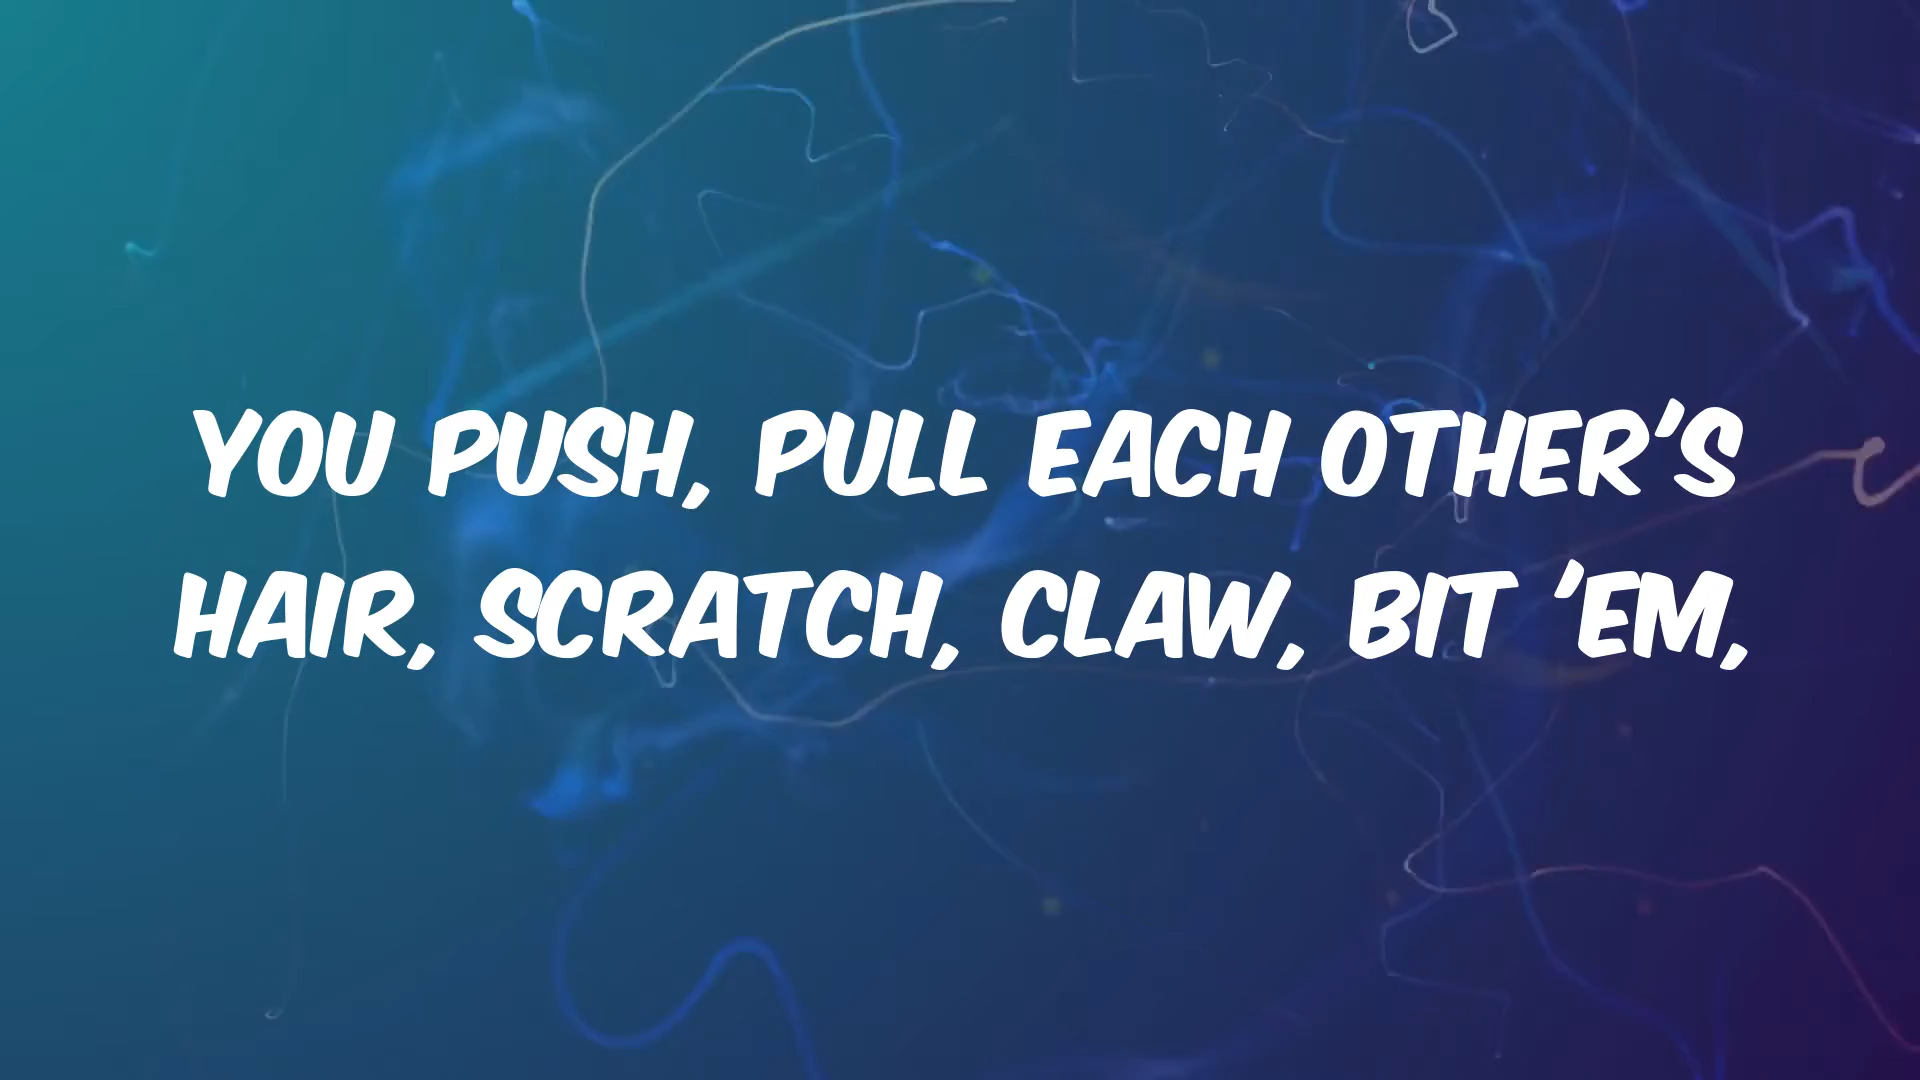 YOU PUSH, PULL EACH OTHER'S
HAIR, SCRATCH, CLAW, BIT 'EM,